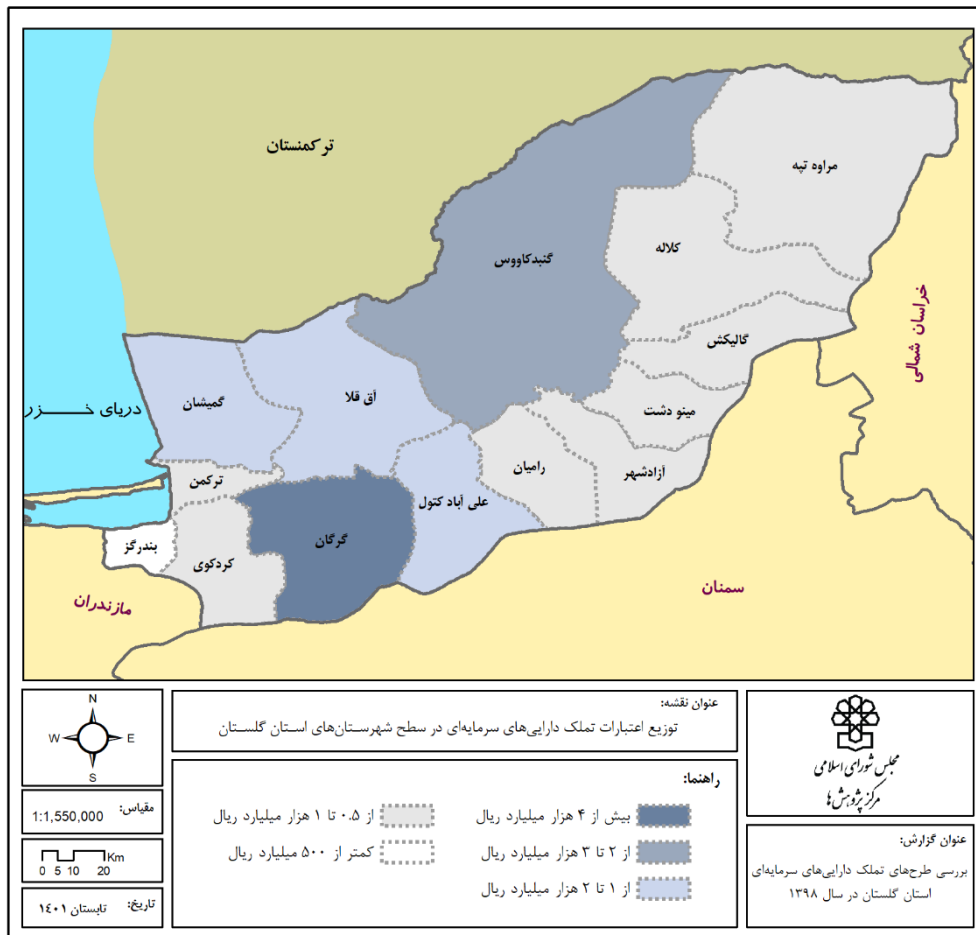 ترکمنستان
مراوه تپه
کلاله
گنبدکاووس
خراسان شمالی
گالیکش
آق قلا
گمیشان
دریای خزر
مینو دشت
رامیان
آزادشهر
ترکمن
علی آباد کتول
گرگان
بندرگز
کردکوی
سمنان
مازندران
عنوان نقشه:
توزیع اعتبارات تملک دارایی‌های سرمایه‌ای در سطح شهرستان‌های استان گلستان
راهنما:
بیش از ۴ هزار میلیارد ریال
از ۲ تا ۳ هزار میلیارد ریال
از ۱ تا ۲ هزار میلیارد ریال
از ۰.۵ تا ۱ هزار میلیارد ریال
کمتر از ۵۰۰ میلیارد ریال
مجلس شورای اسلامی
مرکز پژوهش‌ها
عنوان گزارش:
بررسی طرح‌های تملک دارایی‌های سرمایه‌ای
استان گلستان در سال ۱۳۹۸
N
W E
S
مقیاس:
1:1,550,000
Km
0 5 10 20
تاریخ: تابستان ۱٤۰۱